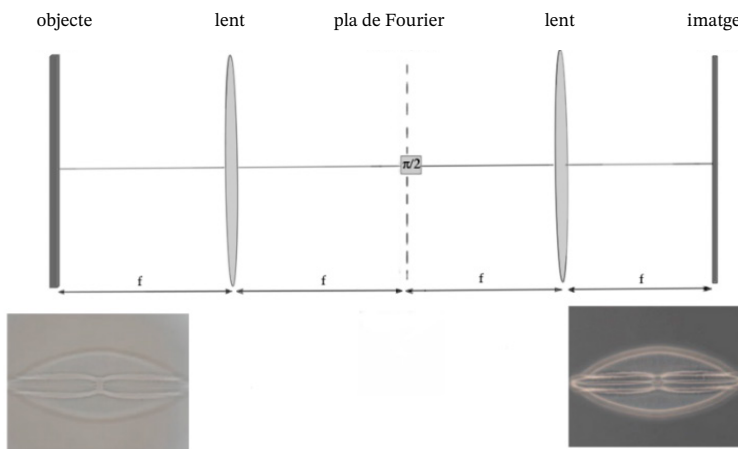 objecte lent pla de Fourier lent imatge
π/2
f f f f